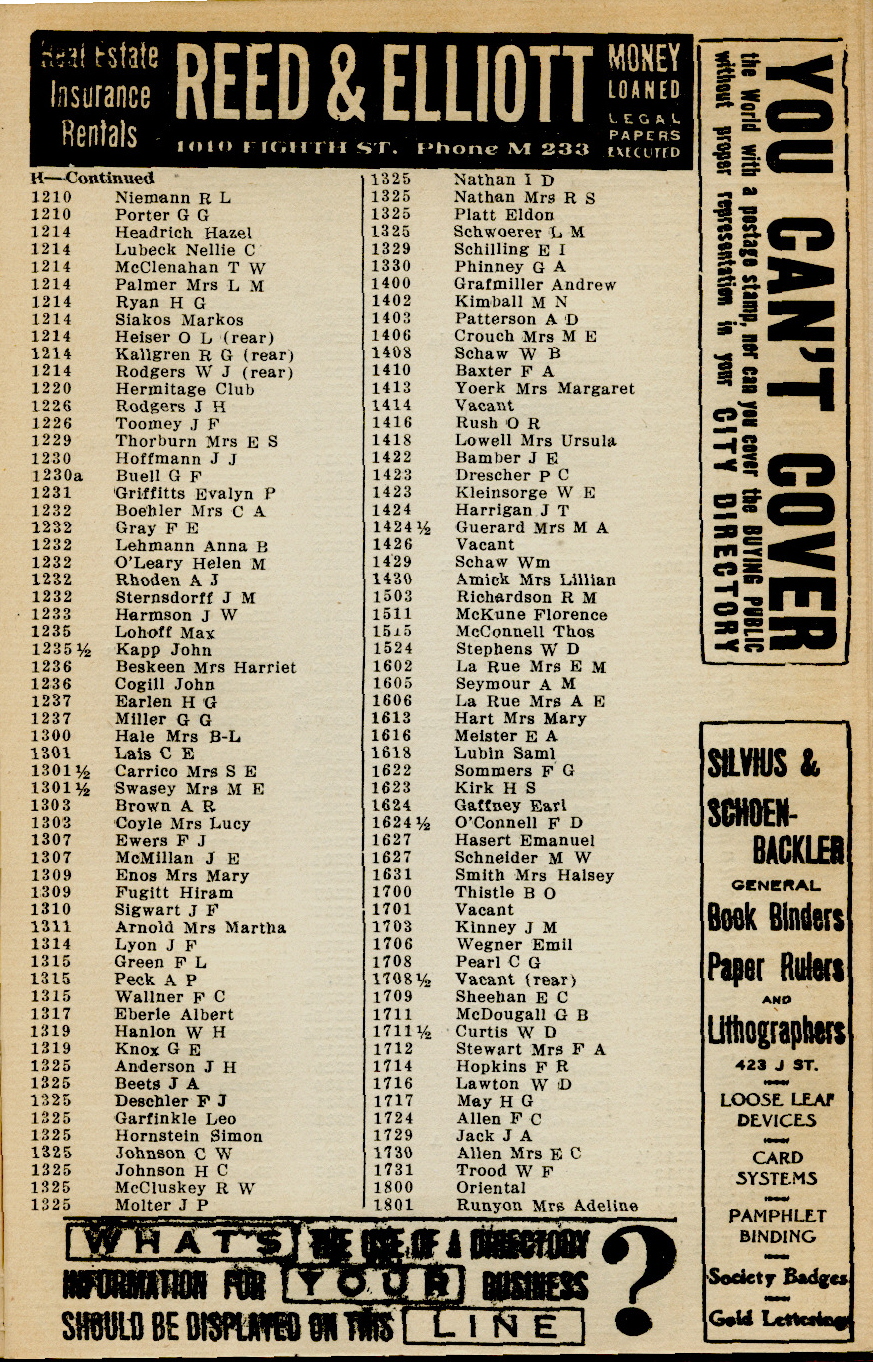 Real Estate
Insurance
Rentals
REED & ELLIOTT
1010 EIGHTH ST. Phone M 233
MONEY
LOANED
LEGAL
PAPERS
EXECUTED
H—Continued
1210 Niemann R L
1210 Porter G G
1214 Headrich Hazel
1214 Lubeck Nellie C
1214 McClenahan T W
1214 Palmer Mrs L M
1214 Ryan H G
1214 Siakos Markos
1214 Heiser O L (rear)
1214 Kallgren R G (rear)
1214 Rodgers W J (rear)
1220 Hermitage Club
1226 Rodgers J H
1226 Toomey J F
1229 Thorburn Mrs E S
1230 Hoffmann J J
1230a Buell G F
1231 Griffitts Evalyn P
1232 Boehler Mrs C A
1232 Gray F E
1232 Lehmann Anna B
1232 O'Leary Helen M
1232 Rhoden A J
1232 Sternsdorff J M
1233 Harmson J W
1235 Lohoff Max
1235½ Kapp John
1236 Beskeen Mrs Harriet
1236 Cogill John
1237 Earlen H G
1237 Miller G G
1300 Hale Mrs B-L
1301 Lais C E
1301½ Carrico Mrs S E
1301½ Swasey Mrs M E
1303 Brown A R
1303 Coyle Mrs Lucy
1307 Ewers F J
1307 McMillan J E
1309 Enos Mrs Mary
1309 Fugitt Hiram
1310 Sigwart J F
1311 Arnold Mrs Martha
1314 Lyon J F
1315 Green F L
1315 Peck A P
1315 Wallner F C
1317 Eberle Albert
1319 Hanlon W H
1319 Knox G E
1325 Anderson J H
1325 Beets J A
1325 Deschler F J
1325 Garfinkle Leo
1325 Hornstein Simon
1325 Johnson C W
1325 Johnson H C
1325 McCluskey R W
1325 Molter J P
1325 Nathan I D
1325 Nathan Mrs R S
1325 Platt Eldon
1325 Schwoerer L M
1329 Schilling E I
1330 Phinney G A
1400 Grafmiller Andrew
1402 Kimball M N
1403 Patterson A D
1406 Crouch Mrs M E
1408 Schaw W B
1410 Baxter F A
1413 Yoerk Mrs Margaret
1414 Vacant
1416 Rush O R
1418 Lowell Mrs Ursula
1422 Bamber J E
1423 Drescher P C
1423 Kleinsorge W E
1424 Harrigan J T
1424½ Guerard Mrs M A
1426 Vacant
1429 Schaw Wm
1430 Amick Mrs Lillian
1503 Richardson R M
1511 McKune Florence
1515 McConnell Thos
1524 Stephens W D
1602 La Rue Mrs E M
1605 Seymour A M
1606 La Rue Mrs A E
1613 Hart Mrs Mary
1616 Meister E A
1618 Lubin Saml
1622 Sommers F G
1623 Kirk H S
1624 Gaffney Earl
1624½ O'Connell F D
1627 Hasert Emanuel
1627 Schneider M W
1631 Smith Mrs Halsey
1700 Thistle B O
1701 Vacant
1703 Kinney J M
1706 Wegner Emil
1708 Pearl C G
1708½ Vacant (rear)
1709 Sheehan E C
1711 McDougall G B
1711½ Curtis W D
1712 Stewart Mrs F A
1714 Hopkins F R
1716 Lawton W D
1717 May H G
1724 Allen F C
1729 Jack J A
1730 Allen Mrs E C
1731 Trood W F
1800 Oriental
1801 Runyon Mrs Adeline
YOU CAN'T COVER
the World with a postage stamp, nor can you cover the BUYING PUBLIC
without proper representation in your CITY DIRECTORY
SILVIUS &
SCHOEN-
BACKLER
GENERAL
Book Binders
Paper Rulers
AND
Lithographers
423 J ST.
LOOSE LEAF
DEVICES
CARD
SYSTEMS
PAMPHLET
BINDING
Society Badges
Gold Lettering
WHAT'S THE USE OF A DIRECTORY
INFORMATION FOR YOUR BUSINESS
SHOULD BE DISPLAYED ON THIS LINE
?